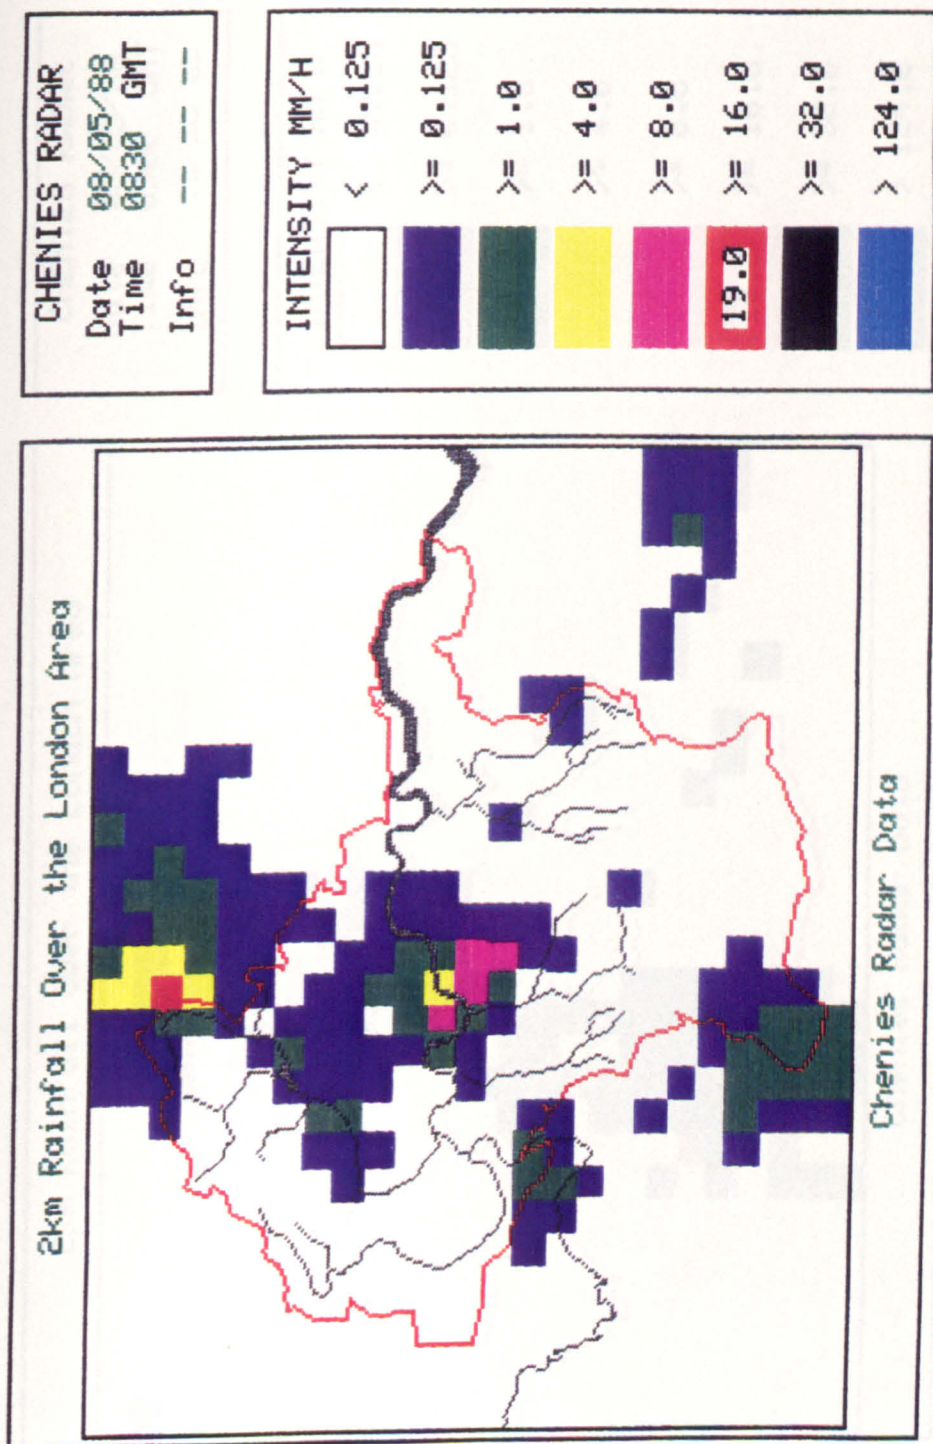 2km Rainfall Over the London Area
Chenies Radar Data
CHENIES RADAR
Date 08/05/88
Time 0830 GMT
Info -- -- --
INTENSITY MM/H
< 0.125
>= 0.125
>= 1.0
>= 4.0
>= 8.0
19.0 >= 16.0
>= 32.0
> 124.0